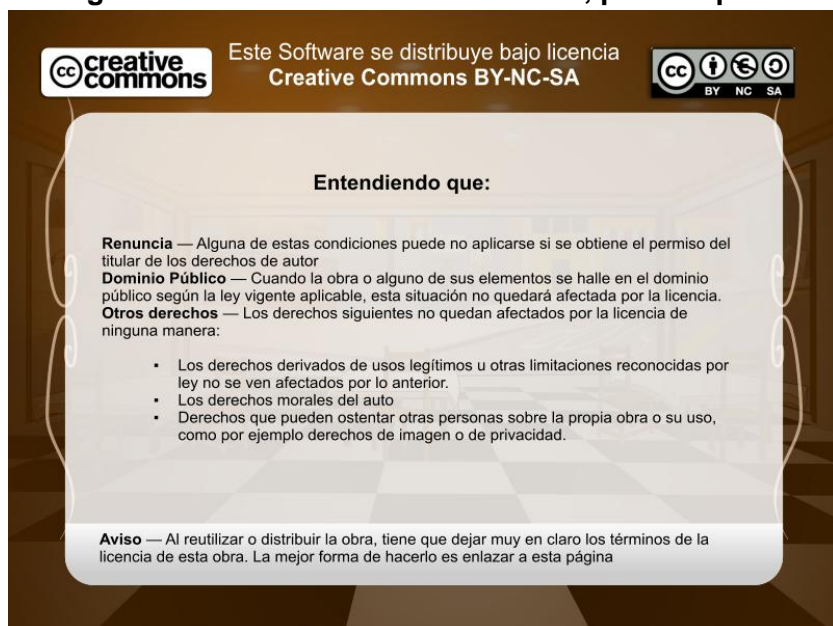 creative
commons
Este Software se distribuye bajo licencia
Creative Commons BY-NC-SA
cc
BY NC SA
Entendiendo que:
Renuncia — Alguna de estas condiciones puede no aplicarse si se obtiene el permiso del
titular de los derechos de autor
Dominio Público — Cuando la obra o alguno de sus elementos se halle en el dominio
público según la ley vigente aplicable, esta situación no quedará afectada por la licencia.
Otros derechos — Los derechos siguientes no quedan afectados por la licencia de
ninguna manera:
▪ Los derechos derivados de usos legítimos u otras limitaciones reconocidas por
ley no se ven afectados por lo anterior.
▪ Los derechos morales del auto
▪ Derechos que pueden ostentar otras personas sobre la propia obra o su uso,
como por ejemplo derechos de imagen o de privacidad.
Aviso — Al reutilizar o distribuir la obra, tiene que dejar muy en claro los términos de la
licencia de esta obra. La mejor forma de hacerlo es enlazar a esta página